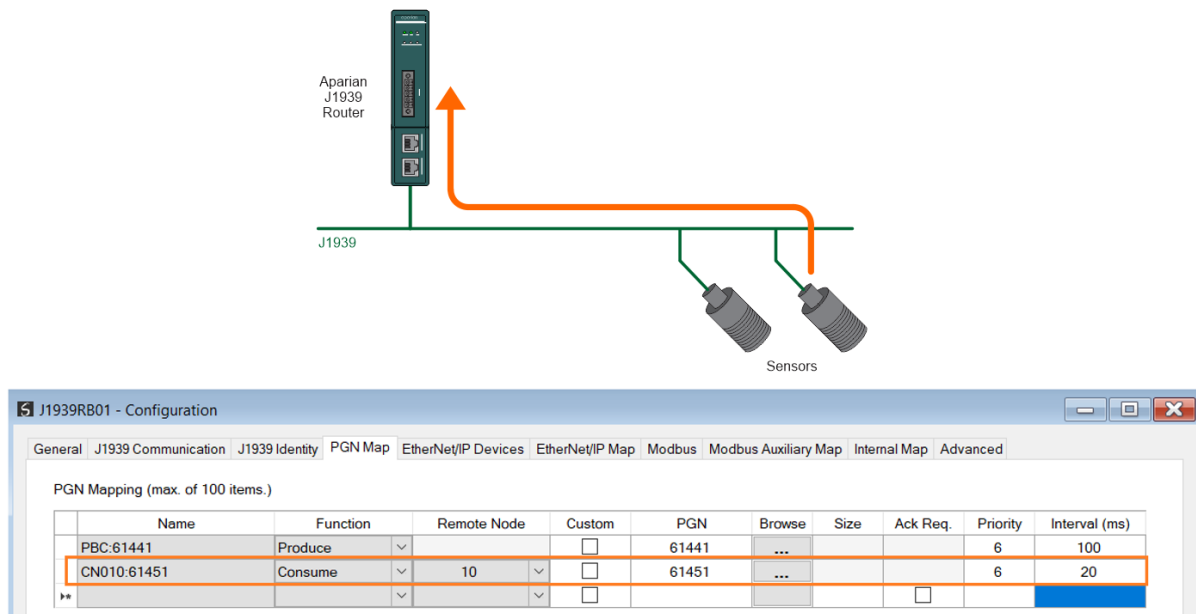 Aparian
J1939
Router
J1939
Sensors
J1939RB01 - Configuration
General J1939 Communication J1939 Identity PGN Map EtherNet/IP Devices EtherNet/IP Map Modbus Modbus Auxiliary Map Internal Map Advanced
PGN Mapping (max. of 100 items.)
Name Function Remote Node Custom PGN Browse Size Ack Req. Priority Interval (ms)
PBC:61441 Produce 61441 ... 6 100
CN010:61451 Consume 10 61451 ... 6 20